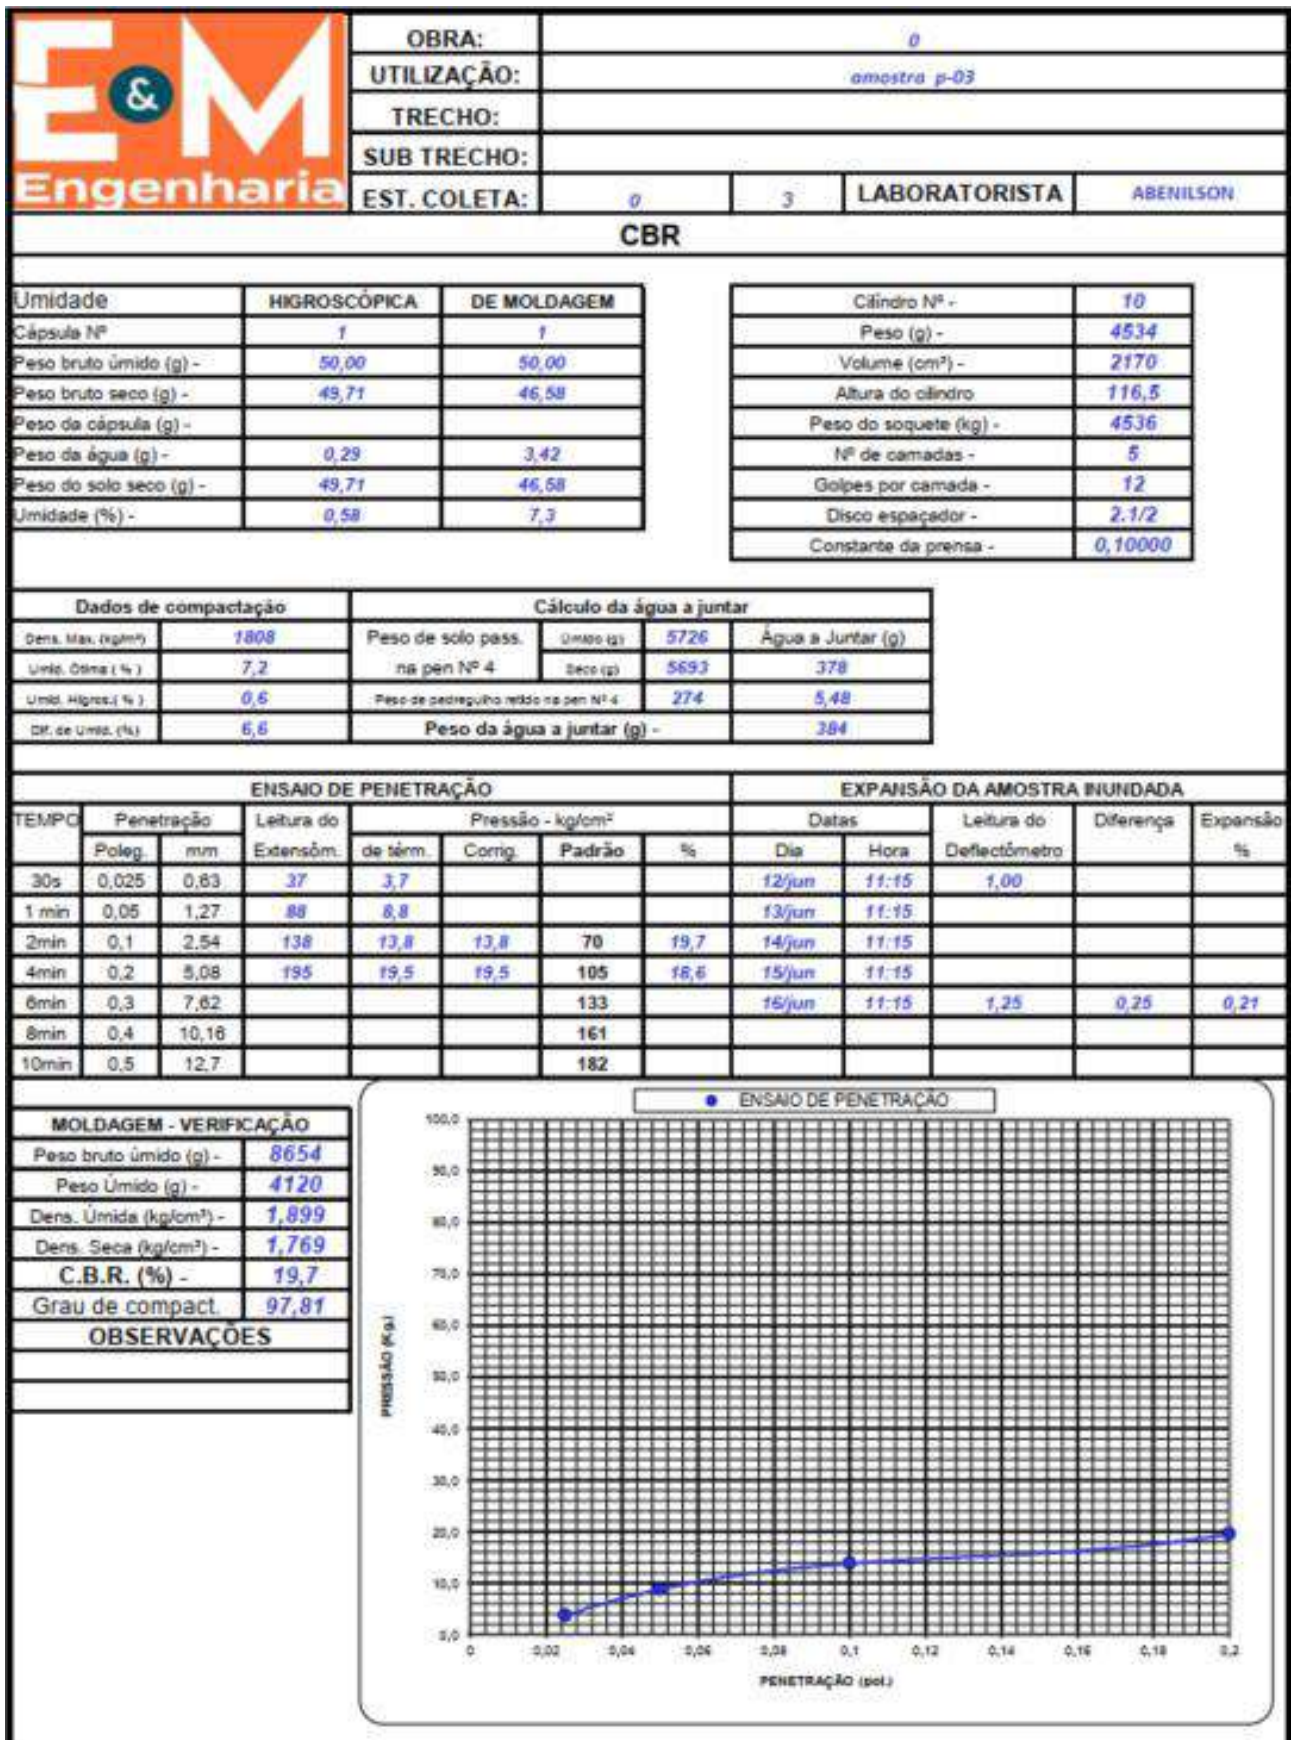 E&M
Engenharia
OBRA: 0
UTILIZAÇÃO: amostra p-03
TRECHO:
SUB TRECHO:
EST. COLETA: 0 3 LABORATORISTA ABENILSON
CBR
Umidade HIGROSCÓPICA DE MOLDAGEM
Cápsula Nº 1 1
Peso bruto úmido (g) - 50,00 50,00
Peso bruto seco (g) - 49,71 46,58
Peso da cápsula (g) -
Peso da água (g) - 0,29 3,42
Peso do solo seco (g) - 49,71 46,58
Umidade (%) - 0,58 7,3
Cilindro Nº - 10
Peso (g) - 4534
Volume (cm³) - 2170
Altura do cilindro 116,5
Peso do soquete (kg) - 4536
Nº de camadas - 5
Golpes por camada - 12
Disco espaçador - 2.1/2
Constante da prensa - 0,10000
Dados de compactação Cálculo da água a juntar
Dens. Max. (kg/m³) 1808 Peso de solo pass. Úmido (g) 5726 Água a Juntar (g)
Umid. Ótima ( % ) 7,2 na pen Nº 4 Seco (g) 5693 378
Umid. Higros.( % ) 0,6 Peso de pedregulho retido na pen Nº 4 274 5,48
Dif. de Umid. (%) 6,6 Peso da água a juntar (g) - 384
ENSAIO DE PENETRAÇÃO EXPANSÃO DA AMOSTRA INUNDADA
TEMPO Penetração Leitura do Pressão - kg/cm² Datas Leitura do Diferença Expansão
Poleg. mm Extensôm. de térm. Corrig. Padrão % Dia Hora Deflectômetro %
30s 0,025 0,63 37 3,7 12/jun 11:15 1,00
1 min 0,05 1,27 88 8,8 13/jun 11:15
2min 0,1 2,54 138 13,8 13,8 70 19,7 14/jun 11:15
4min 0,2 5,08 195 19,5 19,5 105 18,6 15/jun 11:15
6min 0,3 7,62 133 16/jun 11:15 1,25 0,25 0,21
8min 0,4 10,16 161
10min 0,5 12,7 182
MOLDAGEM - VERIFICAÇÃO
Peso bruto úmido (g) - 8654
Peso Úmido (g) - 4120
Dens. Úmida (kg/cm³) - 1,899
Dens. Seca (kg/cm³) - 1,769
C.B.R. (%) - 19,7
Grau de compact. 97,81
OBSERVAÇÕES
ENSAIO DE PENETRAÇÃO
100,0
90,0
80,0
70,0
60,0
50,0
40,0
30,0
20,0
10,0
0,0
PRESSÃO (Kg.)
0 0,02 0,04 0,06 0,08 0,1 0,12 0,14 0,16 0,18 0,2
PENETRAÇÃO (pol.)